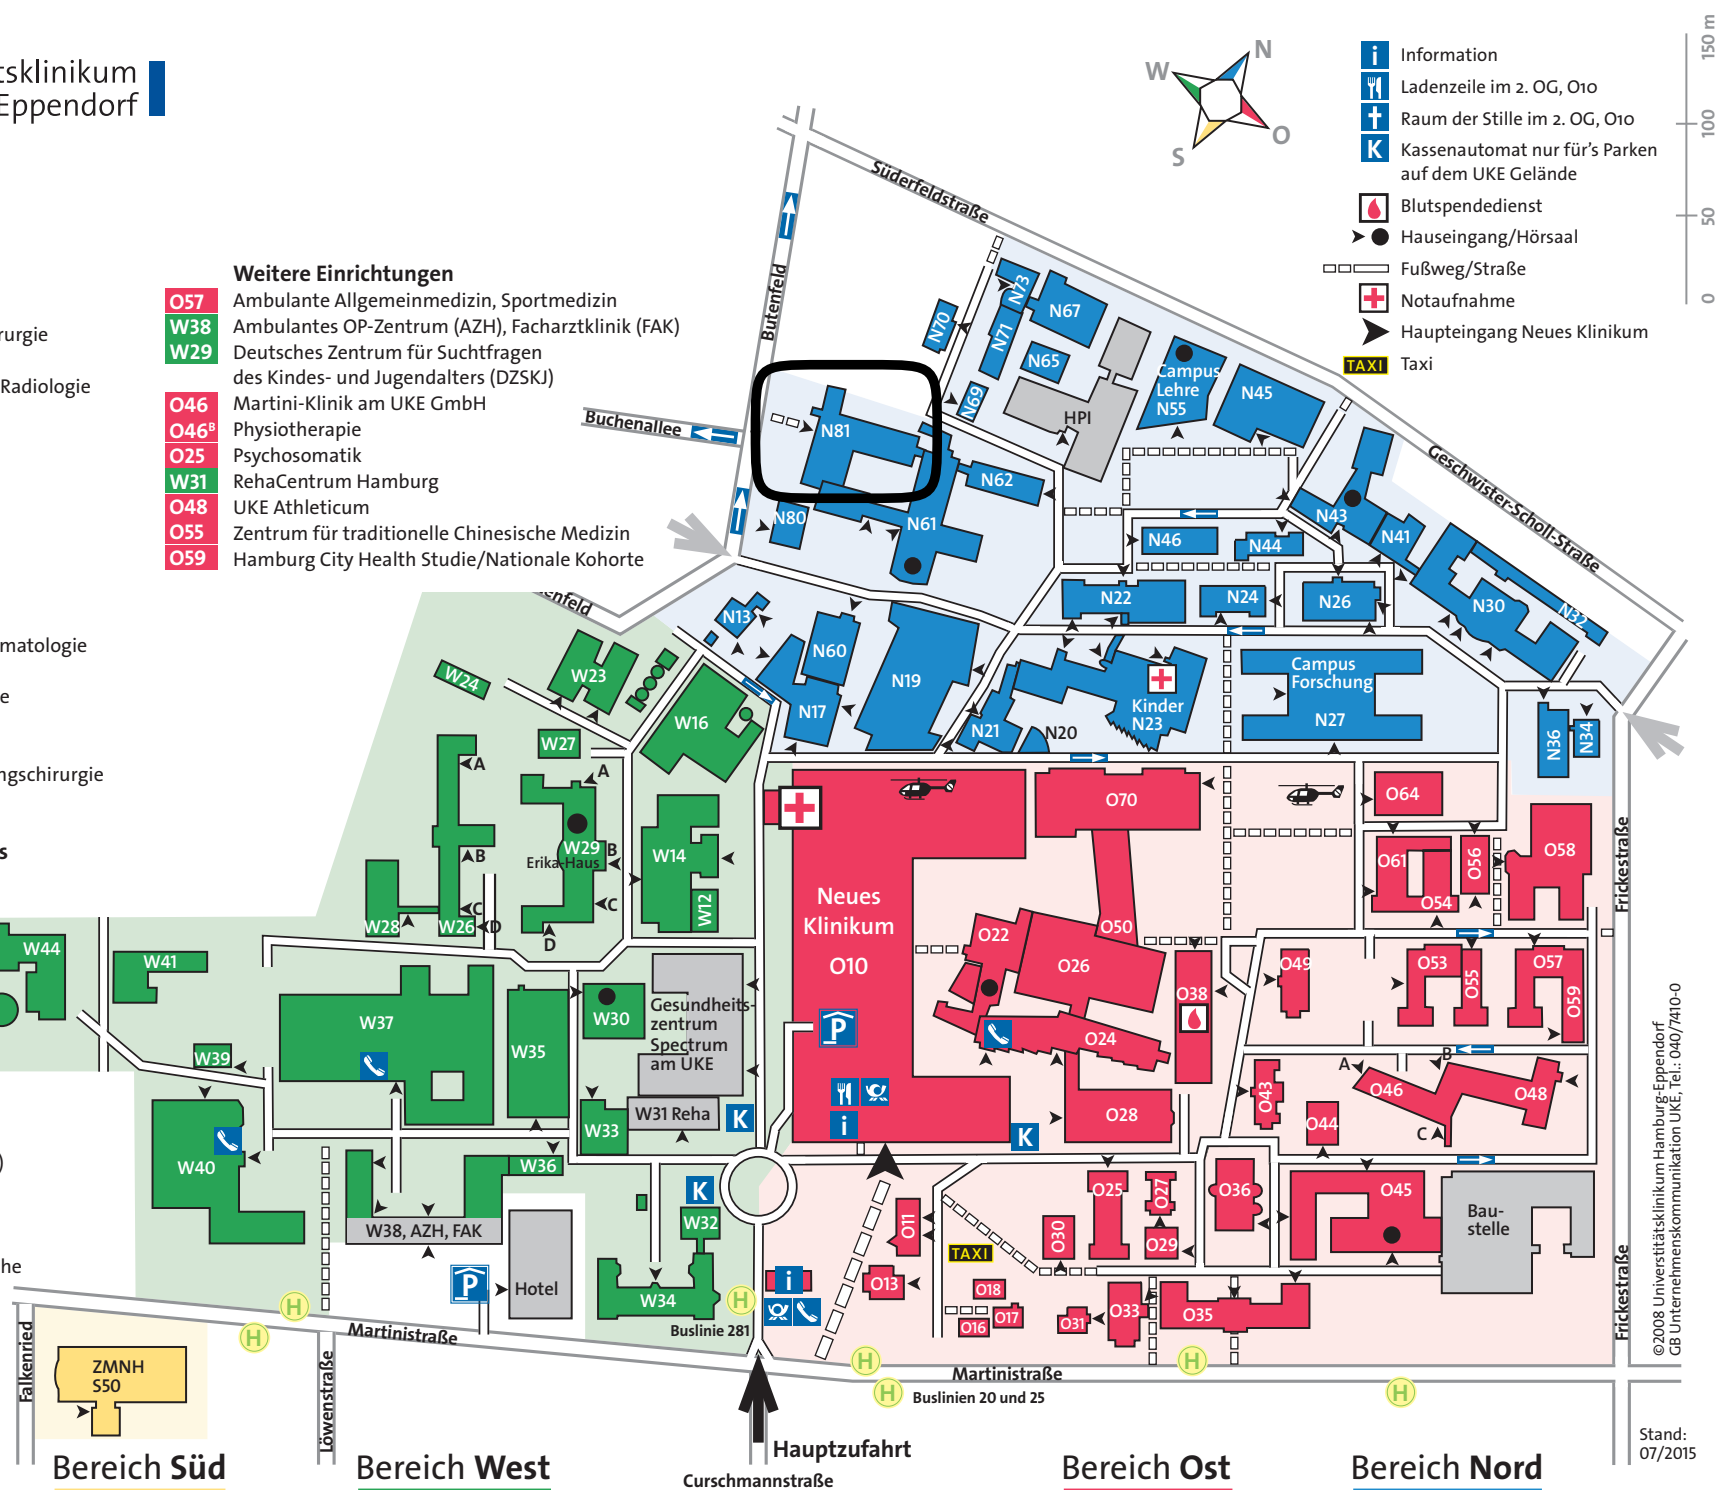 tsklinikum
Eppendorf
rurgie
Radiologie
matologie
e
ngschirurgie
s
)
he
Weitere Einrichtungen
O57 Ambulante Allgemeinmedizin, Sportmedizin
W38 Ambulantes OP-Zentrum (AZH), Facharztklinik (FAK)
W29 Deutsches Zentrum für Suchtfragen
des Kindes- und Jugendalters (DZSKJ)
O46 Martini-Klinik am UKE GmbH
O46B Physiotherapie
O25 Psychosomatik
W31 RehaCentrum Hamburg
O48 UKE Athleticum
O55 Zentrum für traditionelle Chinesische Medizin
O59 Hamburg City Health Studie/Nationale Kohorte
N
W
O
S
i Information
Ladenzeile im 2. OG, O10
Raum der Stille im 2. OG, O10
K Kassenautomat nur für's Parken
auf dem UKE Gelände
Blutspendedienst
Hauseingang/Hörsaal
Fußweg/Straße
Notaufnahme
Haupteingang Neues Klinikum
TAXI Taxi
150 m
100
50
0
Süderfeldstraße
Butenfeld
Buchenallee
enfeld
Geschwister-Scholl-Straße
N73
N67
N70
N71
N65
N69
HPI
Campus
Lehre
N55
N45
N81
N62
N80
N61
N43
N41
N46
N44
N30
N32
N22
N24
N26
N13
N60
N19
N17
N21
N20
Kinder
N23
Campus
Forschung
N27
N36
N34
W23
W24
W16
W27
A
A
W29
Erika-Haus
B
B
W14
W12
C
C
W28
W26
D
D
W44
W41
W37
W35
W30
W39
W40
W33
W31 Reha
Gesundheits-
zentrum
Spectrum
am UKE
K
W36
W38, AZH, FAK
P
Hotel
K
W32
W34
H
H
H
Buslinie 281
Neues
Klinikum
O10
P
i
K
O70
O64
O61
O56
O58
O54
O50
O22
O26
O38
O24
O28
O49
O53
O55
O57
O59
O43
A
B
O46
O48
O44
C
O11
O13
TAXI
O25
O27
O30
O29
O36
O45
Bau-
stelle
O18
O17
O16
O31
O33
O35
i
H
H
H
H
Frickestraße
Frickestraße
Martinistraße
Martinistraße
Buslinien 20 und 25
Falkenried
Löwenstraße
ZMNH
S50
Hauptzufahrt
Curschmannstraße
Bereich Süd
Bereich West
Bereich Ost
Bereich Nord
Stand:
07/2015
©2008 Universitätsklinikum Hamburg-Eppendorf
GB Unternehmenskommunikation UKE, Tel.: 040/7410-0